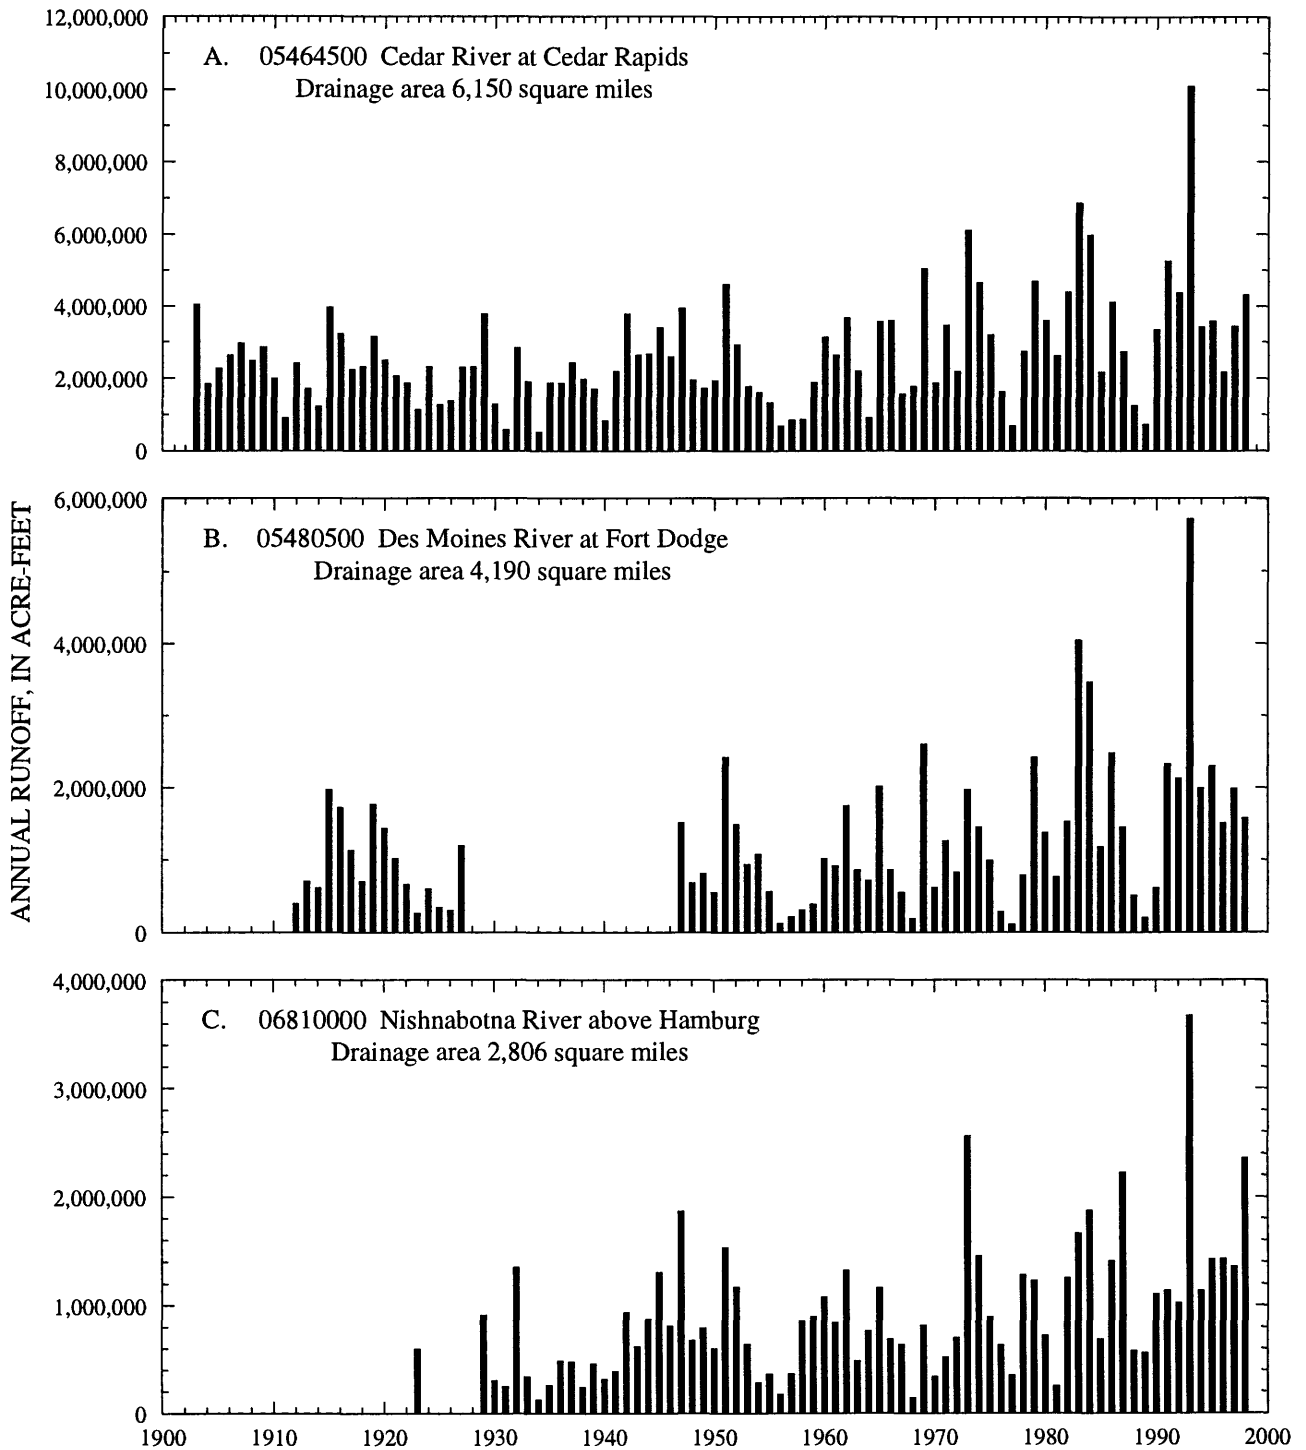 12,000,000
A. 05464500 Cedar River at Cedar Rapids
Drainage area 6,150 square miles
10,000,000
8,000,000
6,000,000
4,000,000
2,000,000
0
ANNUAL RUNOFF, IN ACRE-FEET
6,000,000
B. 05480500 Des Moines River at Fort Dodge
Drainage area 4,190 square miles
4,000,000
2,000,000
0
4,000,000
C. 06810000 Nishnabotna River above Hamburg
Drainage area 2,806 square miles
3,000,000
2,000,000
1,000,000
0
1900 1910 1920 1930 1940 1950 1960 1970 1980 1990 2000